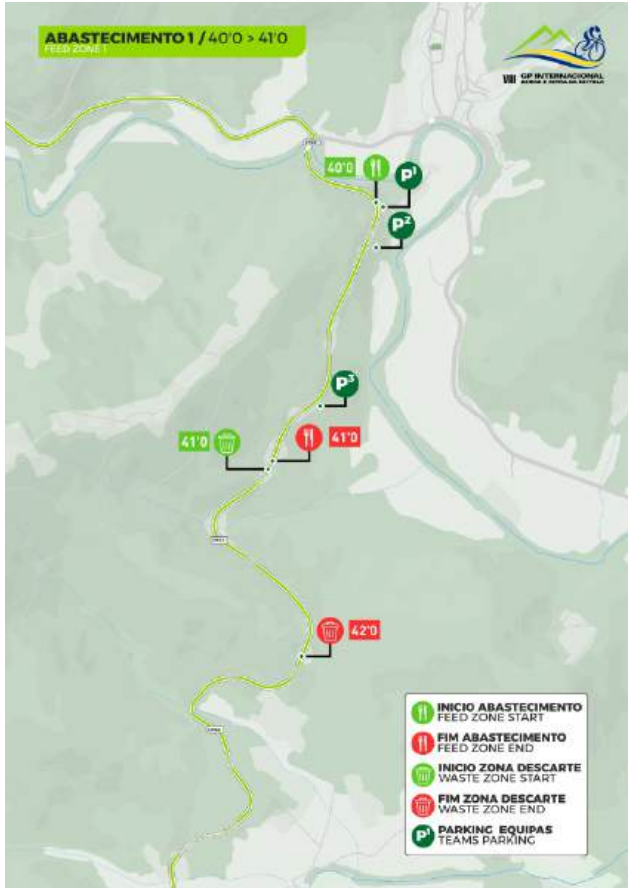 ABASTECIMENTO 1 / 40'0 > 41'0
FEED ZONE 1
VIII GP INTERNACIONAL
40'0
P1
P2
P3
41'0
41'0
42'0
INICIO ABASTECIMENTO
FEED ZONE START
FIM ABASTECIMENTO
FEED ZONE END
INICIO ZONA DESCARTE
WASTE ZONE START
FIM ZONA DESCARTE
WASTE ZONE END
P1
PARKING EQUIPAS
TEAMS PARKING